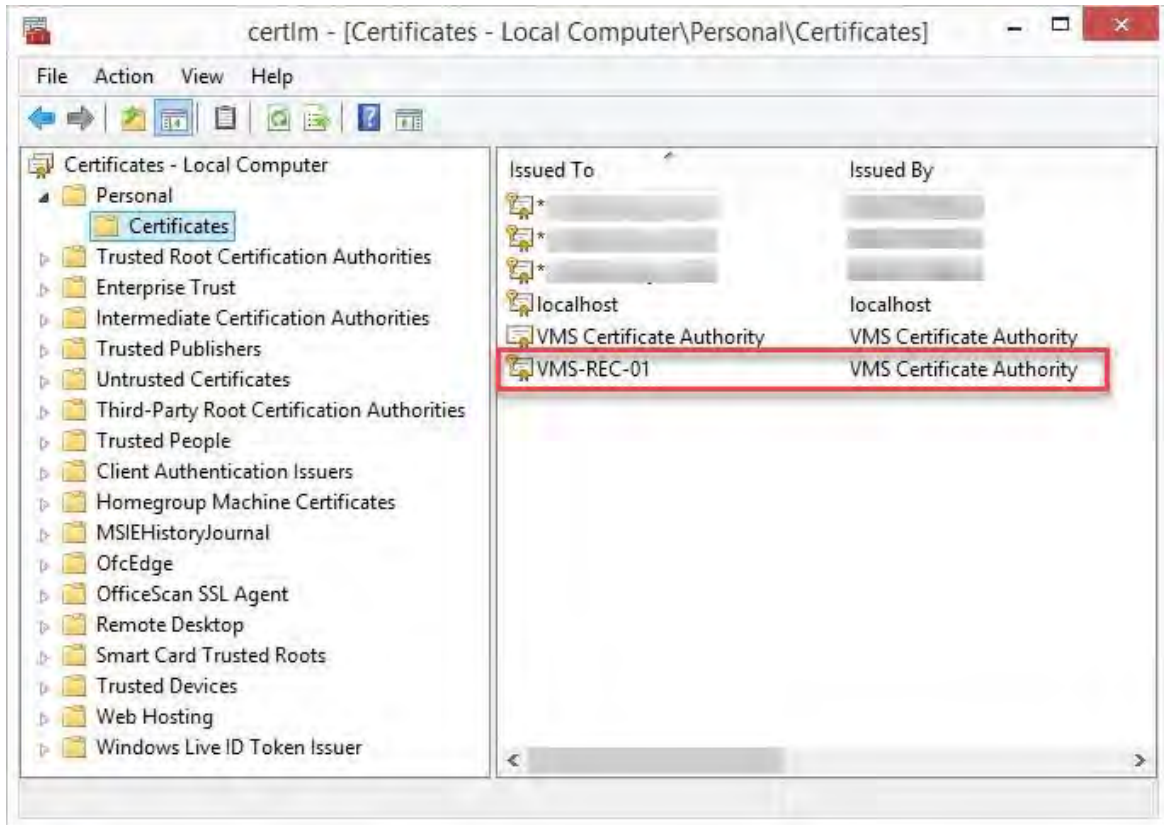 certlm - [Certificates - Local Computer\Personal\Certificates]
File Action View Help
Certificates - Local Computer
Personal
Certificates
Trusted Root Certification Authorities
Enterprise Trust
Intermediate Certification Authorities
Trusted Publishers
Untrusted Certificates
Third-Party Root Certification Authorities
Trusted People
Client Authentication Issuers
Homegroup Machine Certificates
MSIEHistoryJournal
OfcEdge
OfficeScan SSL Agent
Remote Desktop
Smart Card Trusted Roots
Trusted Devices
Web Hosting
Windows Live ID Token Issuer
Issued To Issued By
*
*
*
localhost localhost
VMS Certificate Authority VMS Certificate Authority
VMS-REC-01 VMS Certificate Authority